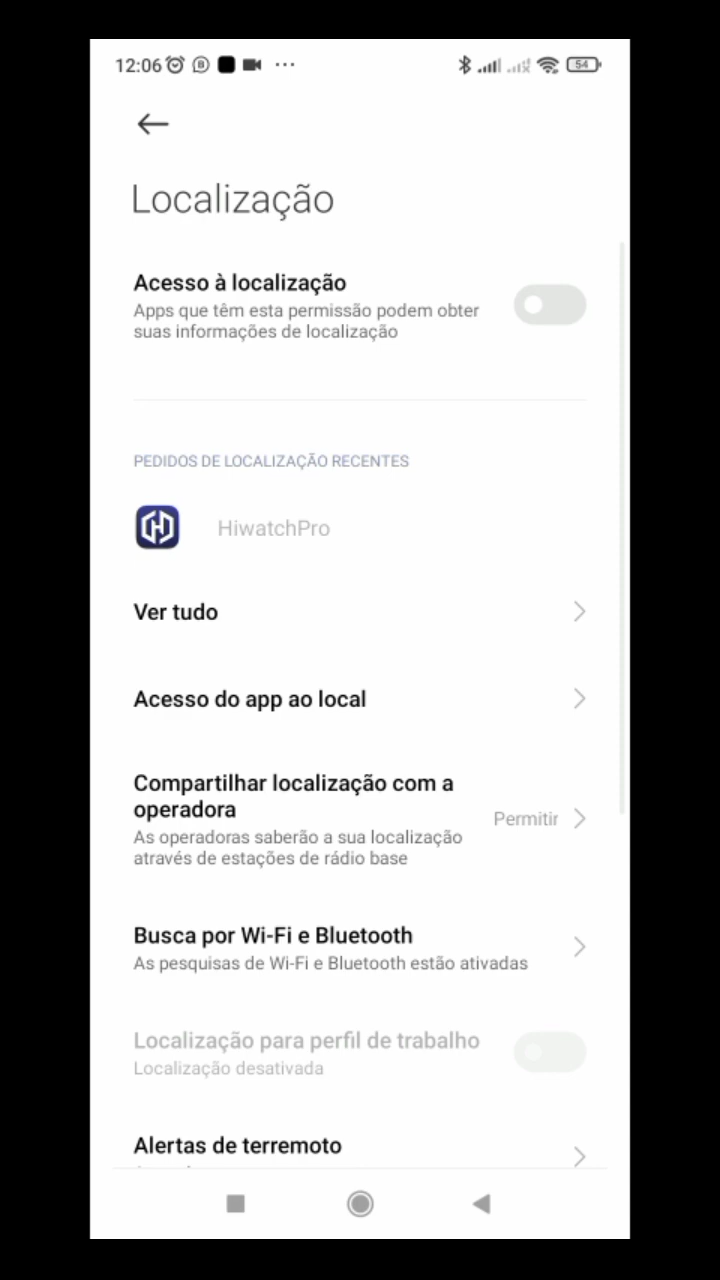 12:06 54
Localização
Acesso à localização
Apps que têm esta permissão podem obter
suas informações de localização
PEDIDOS DE LOCALIZAÇÃO RECENTES
HiwatchPro
Ver tudo
Acesso do app ao local
Compartilhar localização com a
operadora
Permitir
As operadoras saberão a sua localização
através de estações de rádio base
Busca por Wi-Fi e Bluetooth
As pesquisas de Wi-Fi e Bluetooth estão ativadas
Localização para perfil de trabalho
Localização desativada
Alertas de terremoto